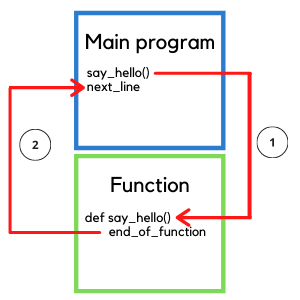 Main program
say_hello()
next_line
1
2
Function
def say_hello()
end_of_function